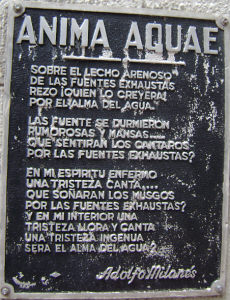 ANIMA AQUAE
SOBRE EL LECHO ARENOSO
DE LAS FUENTES EXHAUSTAS
REZO ¡QUIEN LO CREYERA!
POR EL ALMA DEL AGUA.
LAS FUENTE SE DURMIERON
RUMOROSAS Y MANSAS....
QUE SENTIRAN LOS CANTAROS
POR LAS FUENTES EXHAUSTAS?
EN MI ESPIRITU ENFERMO
UNA TRISTEZA CANTA....
QUE SOÑARAN LOS MUSGOS
POR LAS FUENTES EXHAUSTAS?
Y EN MI INTERIOR UNA
TRISTEZA LLORA Y CANTA
UNA TRISTEZA INGENUA
SERA EL ALMA DEL AGUA?
Adolfo Milanés